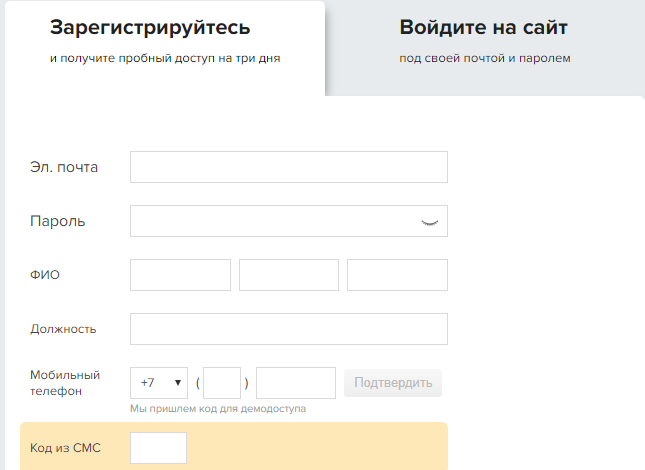 Зарегистрируйтесь
и получите пробный доступ на три дня
Войдите на сайт
под своей почтой и паролем
Эл. почта
Пароль
ФИО
Должность
Мобильный
телефон
+7 ( ) Подтвердить
Мы пришлем код для демодоступа
Код из СМС